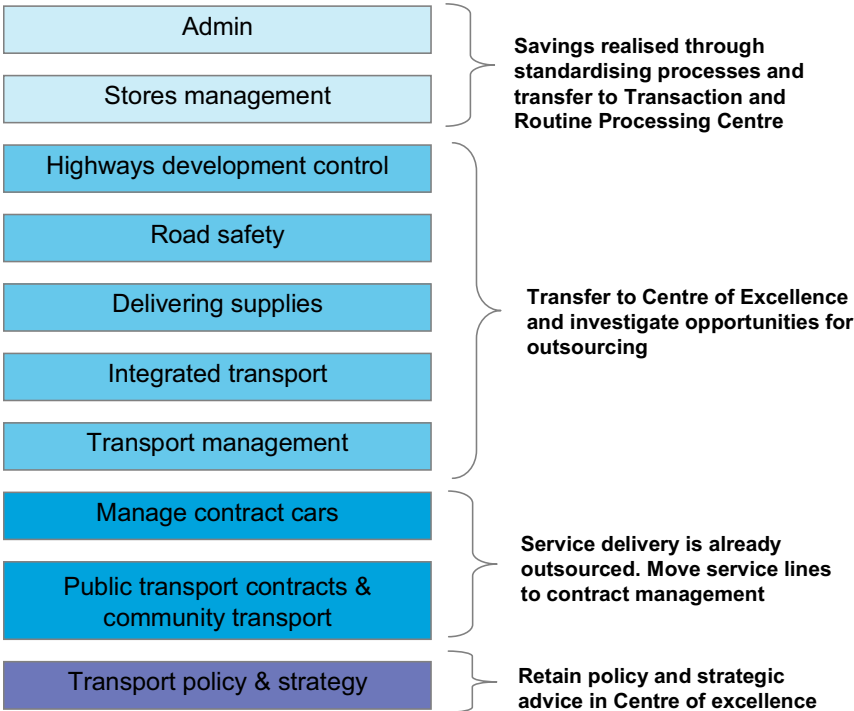 Admin
Stores management
Savings realised through
standardising processes and
transfer to Transaction and
Routine Processing Centre
Highways development control
Road safety
Delivering supplies
Integrated transport
Transport management
Transfer to Centre of Excellence
and investigate opportunities for
outsourcing
Manage contract cars
Public transport contracts &
community transport
Service delivery is already
outsourced. Move service lines
to contract management
Transport policy & strategy
Retain policy and strategic
advice in Centre of excellence